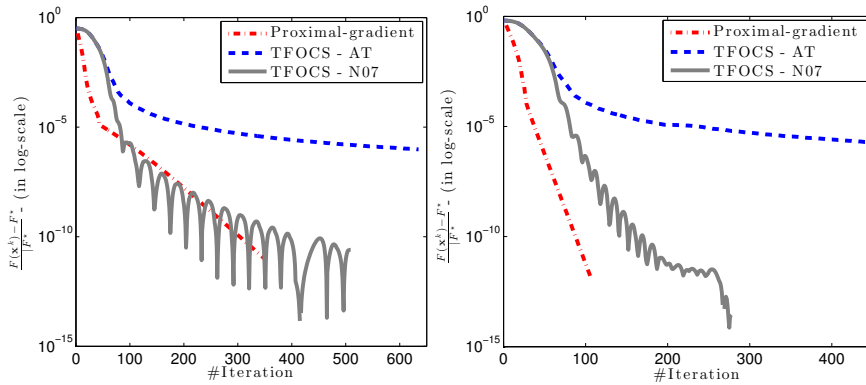 10^0
10^-5
10^-10
10^-15
0 100 200 300 400 500 600
#Iteration
F(x^k)−F* / |F*| - (in log-scale)
Proximal-gradient
TFOCS - AT
TFOCS - N07
10^0
10^-5
10^-10
10^-15
0 100 200 300 400
#Iteration
F(x^k)−F* / |F*| - (in log-scale)
Proximal-gradient
TFOCS - AT
TFOCS - N07